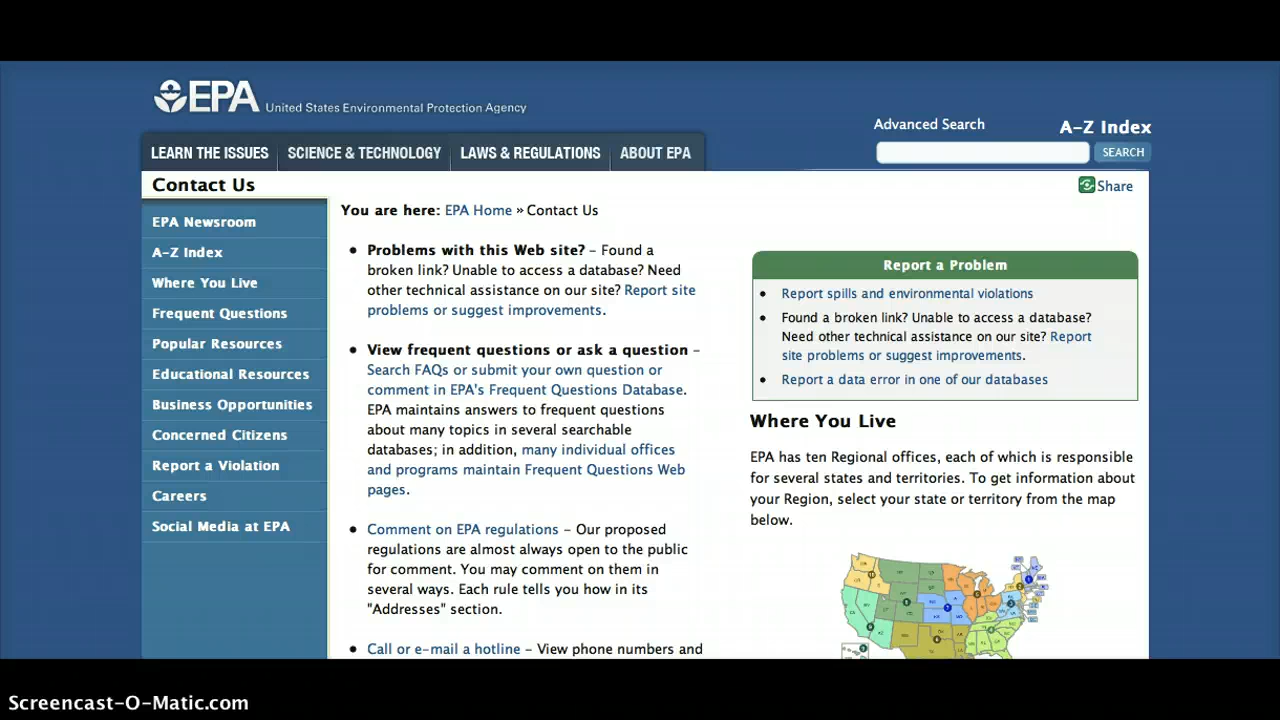 EPA United States Environmental Protection Agency
Advanced Search
A-Z Index
SEARCH
LEARN THE ISSUES
SCIENCE & TECHNOLOGY
LAWS & REGULATIONS
ABOUT EPA
Contact Us
Share
EPA Newsroom
A-Z Index
Where You Live
Frequent Questions
Popular Resources
Educational Resources
Business Opportunities
Concerned Citizens
Report a Violation
Careers
Social Media at EPA
You are here: EPA Home » Contact Us
• Problems with this Web site? – Found a
broken link? Unable to access a database? Need
other technical assistance on our site? Report site
problems or suggest improvements.
• View frequent questions or ask a question –
Search FAQs or submit your own question or
comment in EPA's Frequent Questions Database.
EPA maintains answers to frequent questions
about many topics in several searchable
databases; in addition, many individual offices
and programs maintain Frequent Questions Web
pages.
• Comment on EPA regulations – Our proposed
regulations are almost always open to the public
for comment. You may comment on them in
several ways. Each rule tells you how in its
"Addresses" section.
• Call or e-mail a hotline – View phone numbers and
Report a Problem
• Report spills and environmental violations
• Found a broken link? Unable to access a database?
Need other technical assistance on our site? Report
site problems or suggest improvements.
• Report a data error in one of our databases
Where You Live
EPA has ten Regional offices, each of which is responsible
for several states and territories. To get information about
your Region, select your state or territory from the map
below.
Screencast-O-Matic.com